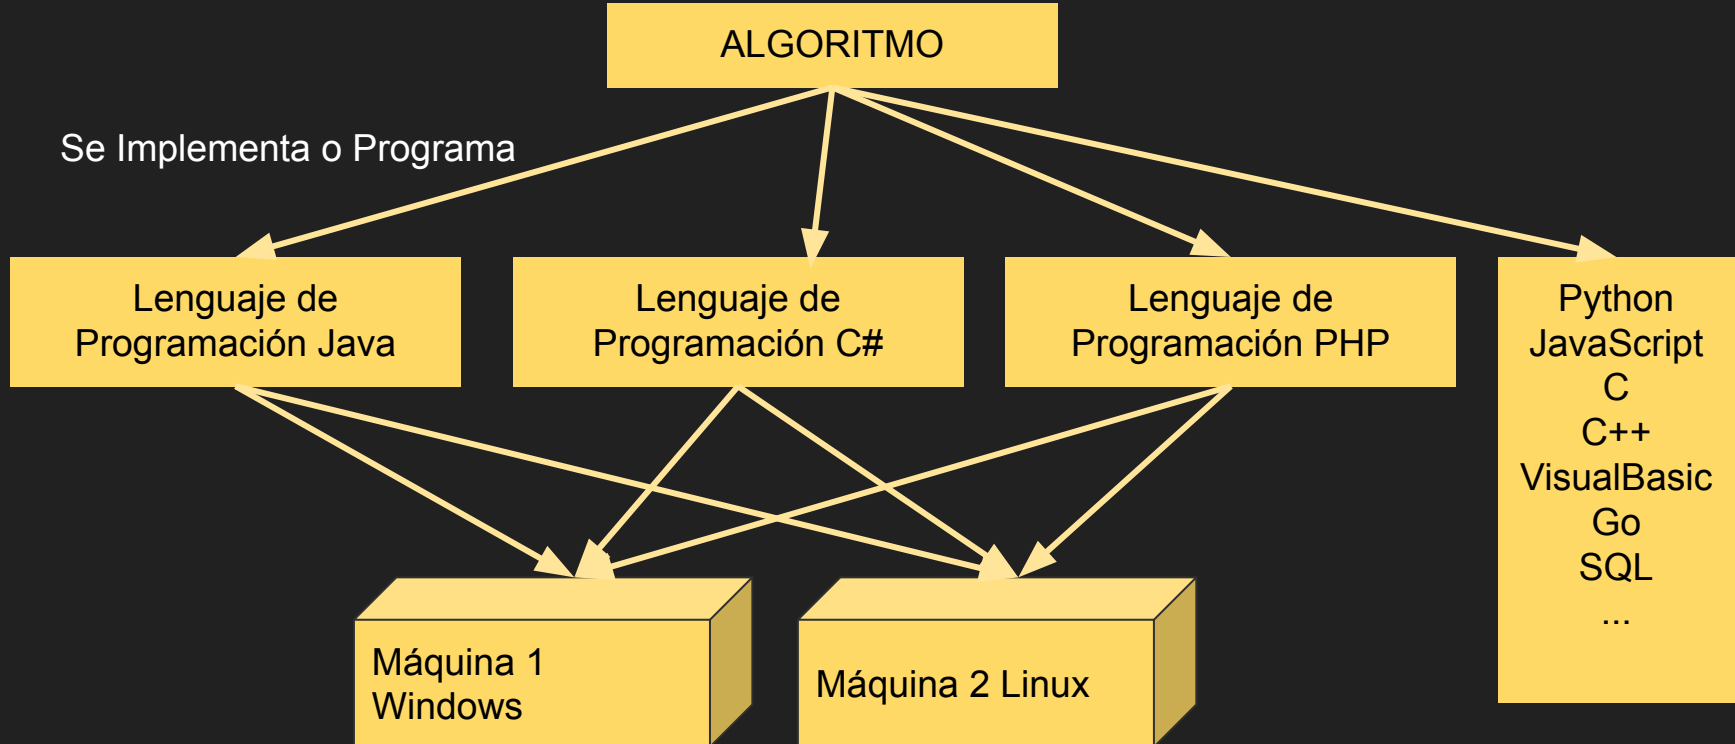 ALGORITMO
Se Implementa o Programa
Lenguaje de
Programación Java
Lenguaje de
Programación C#
Lenguaje de
Programación PHP
Python
JavaScript
C
C++
VisualBasic
Go
SQL
...
Máquina 1
Windows
Máquina 2 Linux